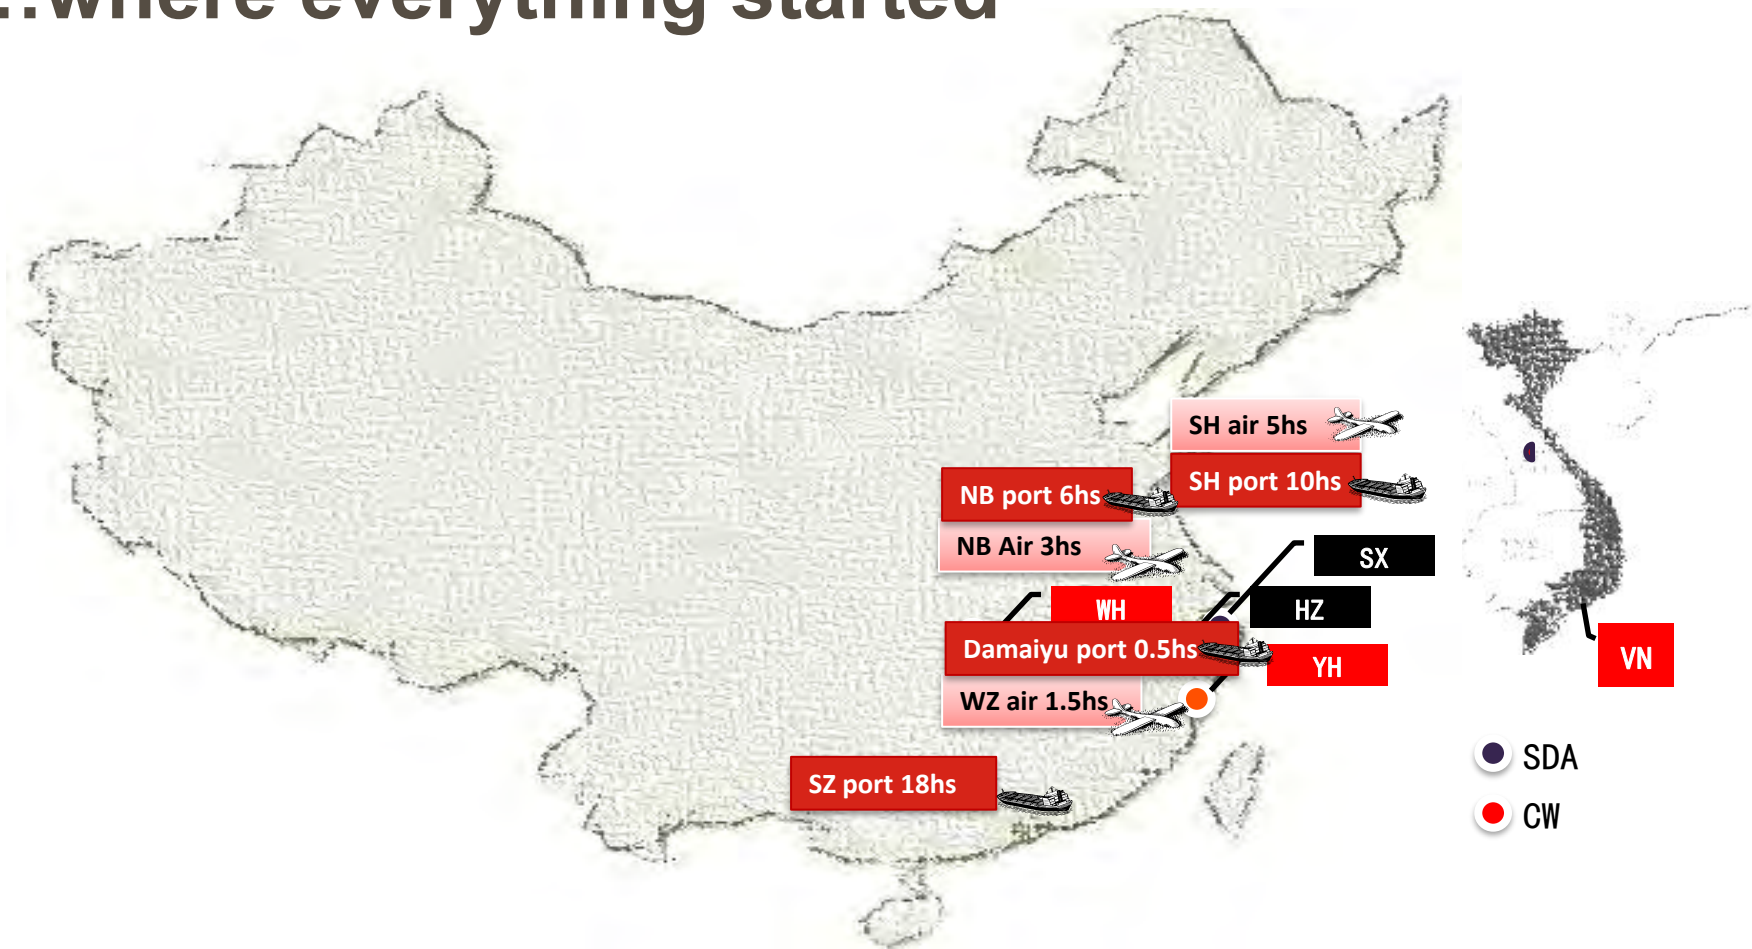 ..where everything started
SH air 5hs
SH port 10hs
NB port 6hs
NB Air 3hs
SX
WH
HZ
Damaiyu port 0.5hs
YH
VN
WZ air 1.5hs
SDA
SZ port 18hs
CW